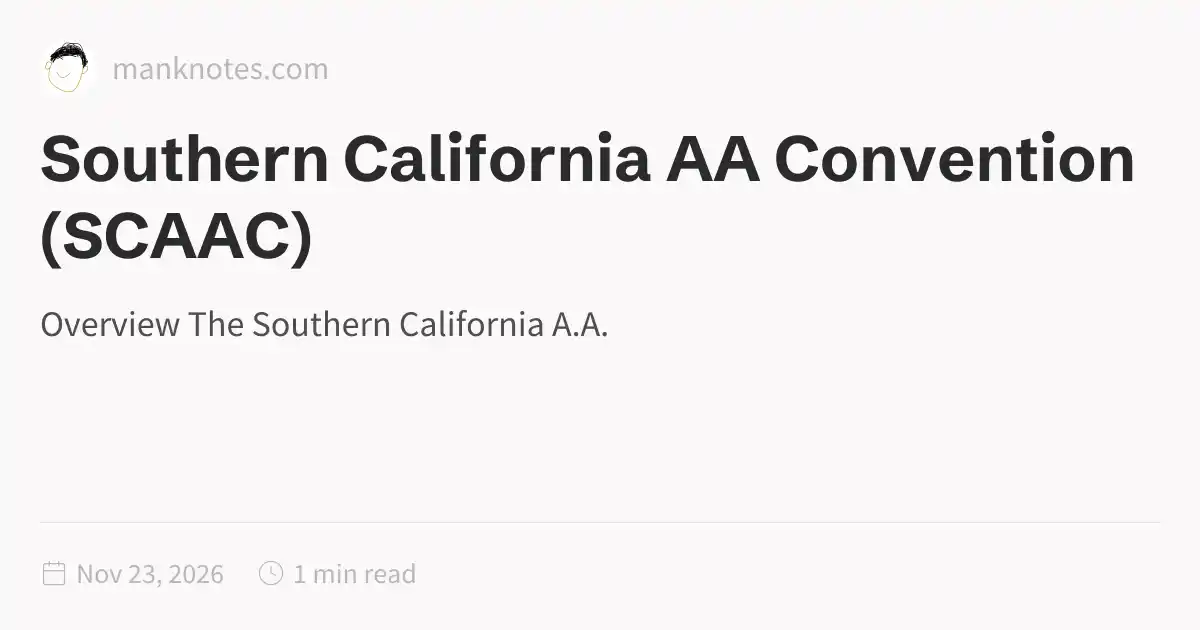 manknotes.com
Southern California AA Convention
(SCAAC)
Overview The Southern California A.A.
Nov 23, 2026 1 min read